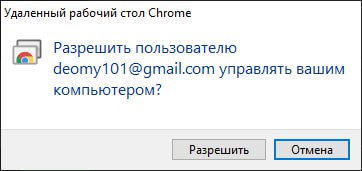 Удаленный рабочий стол Chrome
Разрешить пользователю
deomy101@gmail.com управлять вашим
компьютером?
Разрешить
Отмена